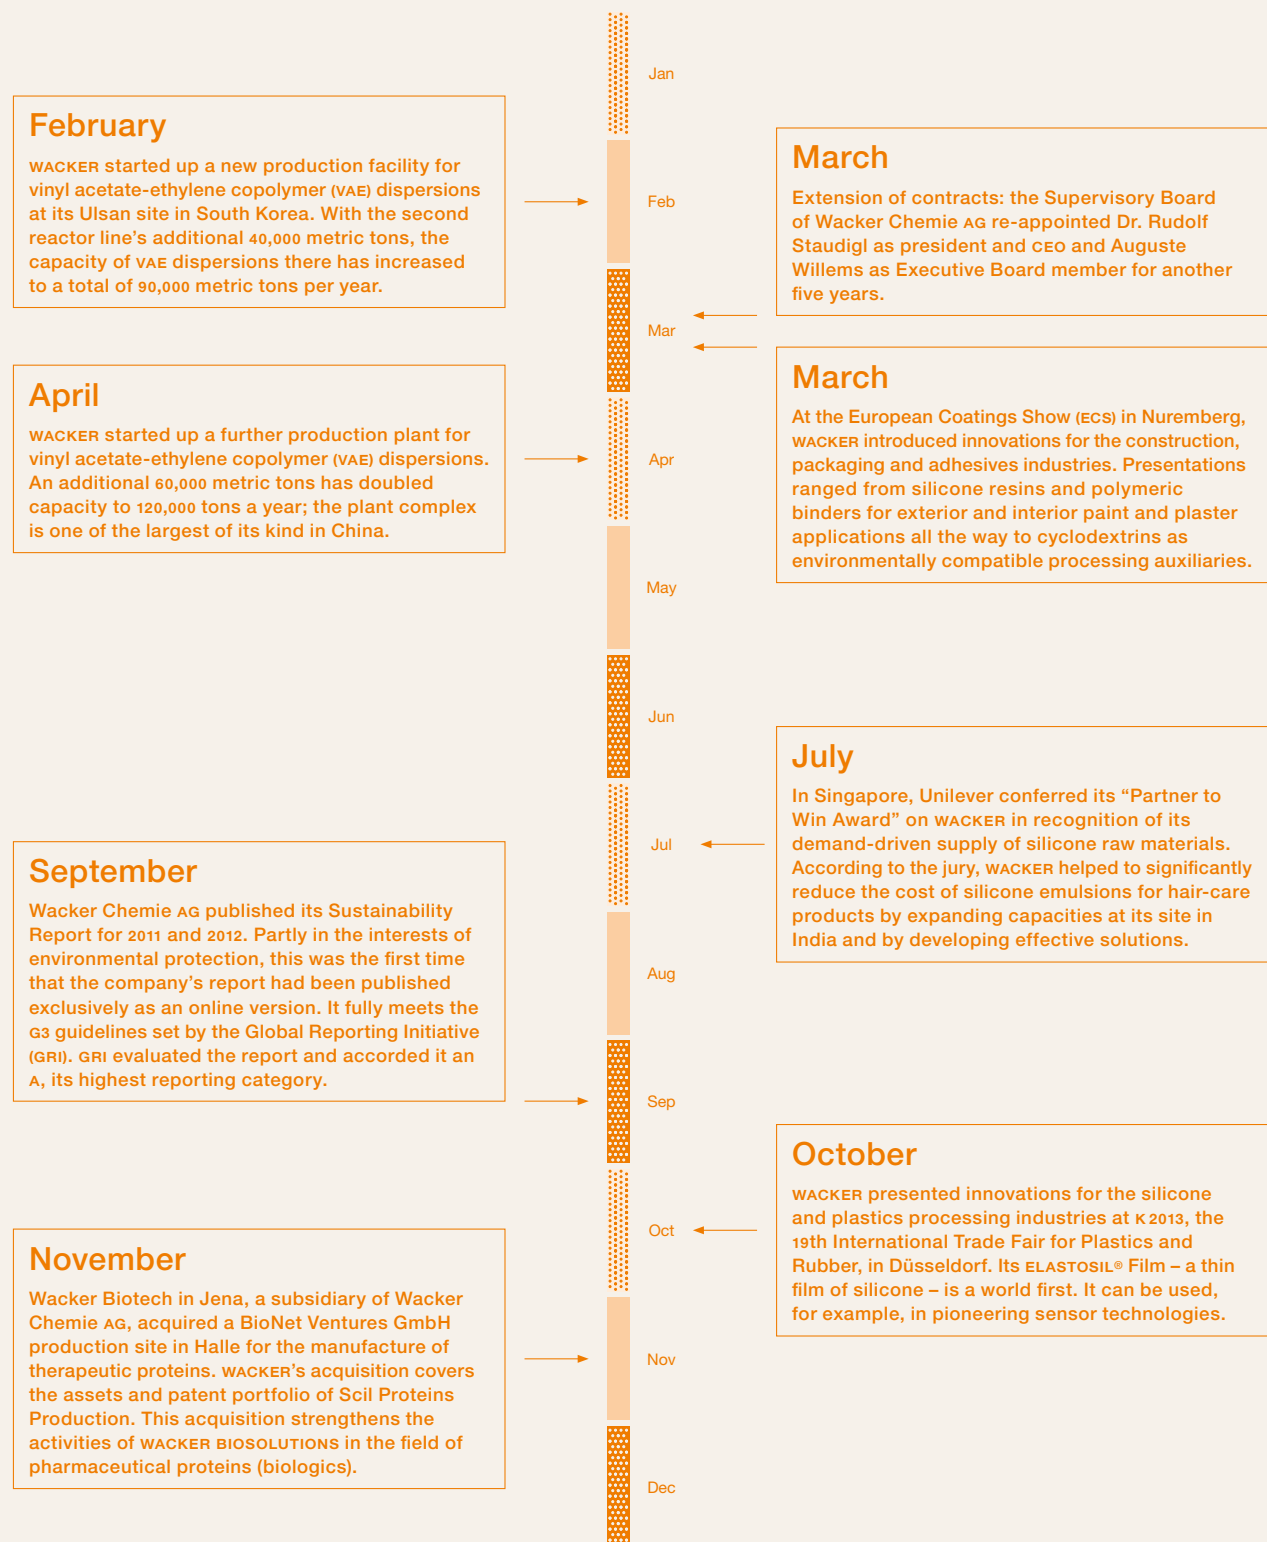 Jan
February
WACKER started up a new production facility for
vinyl acetate-ethylene copolymer (VAE) dispersions
at its Ulsan site in South Korea. With the second
reactor line's additional 40,000 metric tons, the
capacity of VAE dispersions there has increased
to a total of 90,000 metric tons per year.
Feb
March
Extension of contracts: the Supervisory Board
of Wacker Chemie AG re-appointed Dr. Rudolf
Staudigl as president and CEO and Auguste
Willems as Executive Board member for another
five years.
Mar
March
At the European Coatings Show (ECS) in Nuremberg,
WACKER introduced innovations for the construction,
packaging and adhesives industries. Presentations
ranged from silicone resins and polymeric
binders for exterior and interior paint and plaster
applications all the way to cyclodextrins as
environmentally compatible processing auxiliaries.
April
WACKER started up a further production plant for
vinyl acetate-ethylene copolymer (VAE) dispersions.
An additional 60,000 metric tons has doubled
capacity to 120,000 tons a year; the plant complex
is one of the largest of its kind in China.
Apr
May
Jun
July
In Singapore, Unilever conferred its “Partner to
Win Award” on WACKER in recognition of its
demand-driven supply of silicone raw materials.
According to the jury, WACKER helped to significantly
reduce the cost of silicone emulsions for hair-care
products by expanding capacities at its site in
India and by developing effective solutions.
Jul
September
Wacker Chemie AG published its Sustainability
Report for 2011 and 2012. Partly in the interests of
environmental protection, this was the first time
that the company's report had been published
exclusively as an online version. It fully meets the
G3 guidelines set by the Global Reporting Initiative
(GRI). GRI evaluated the report and accorded it an
A, its highest reporting category.
Aug
Sep
October
WACKER presented innovations for the silicone
and plastics processing industries at K 2013, the
19th International Trade Fair for Plastics and
Rubber, in Düsseldorf. Its ELASTOSIL® Film – a thin
film of silicone – is a world first. It can be used,
for example, in pioneering sensor technologies.
Oct
November
Wacker Biotech in Jena, a subsidiary of Wacker
Chemie AG, acquired a BioNet Ventures GmbH
production site in Halle for the manufacture of
therapeutic proteins. WACKER's acquisition covers
the assets and patent portfolio of Scil Proteins
Production. This acquisition strengthens the
activities of WACKER BIOSOLUTIONS in the field of
pharmaceutical proteins (biologics).
Nov
Dec